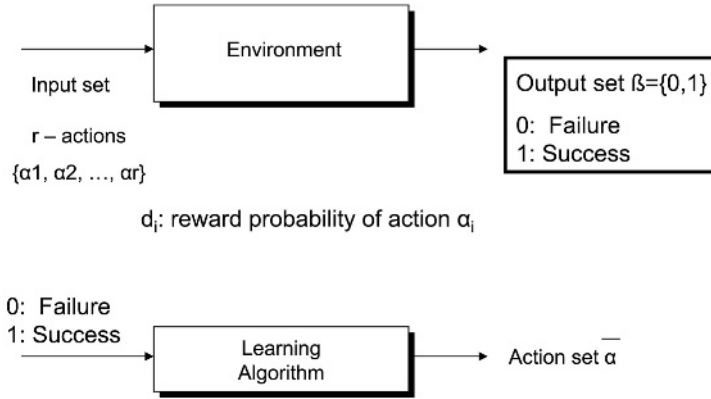 Environment
Input set
r – actions
{α1, α2, …, αr}
Output set ß={0,1}
0: Failure
1: Success
dᵢ: reward probability of action αᵢ
0: Failure
1: Success
Learning
Algorithm
Action set α̅